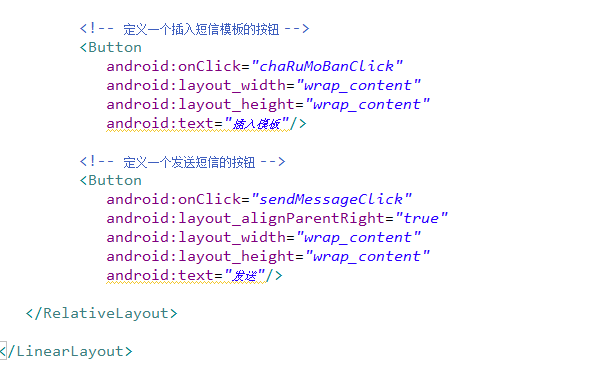 <!-- 定义一个插入短信模板的按钮 -->
<Button
android:onClick="chaRuMoBanClick"
android:layout_width="wrap_content"
android:layout_height="wrap_content"
android:text="插入模板"/>
<!-- 定义一个发送短信的按钮 -->
<Button
android:onClick="sendMessageClick"
android:layout_alignParentRight="true"
android:layout_width="wrap_content"
android:layout_height="wrap_content"
android:text="发送"/>
</RelativeLayout>
</LinearLayout>